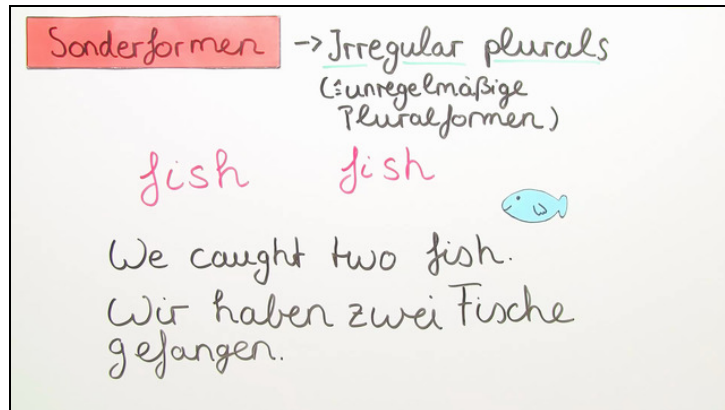 Sonderformen -> Irregular plurals
(≙unregelmäßige
Pluralformen)
fish fish
We caught two fish.
Wir haben zwei Fische
gefangen.